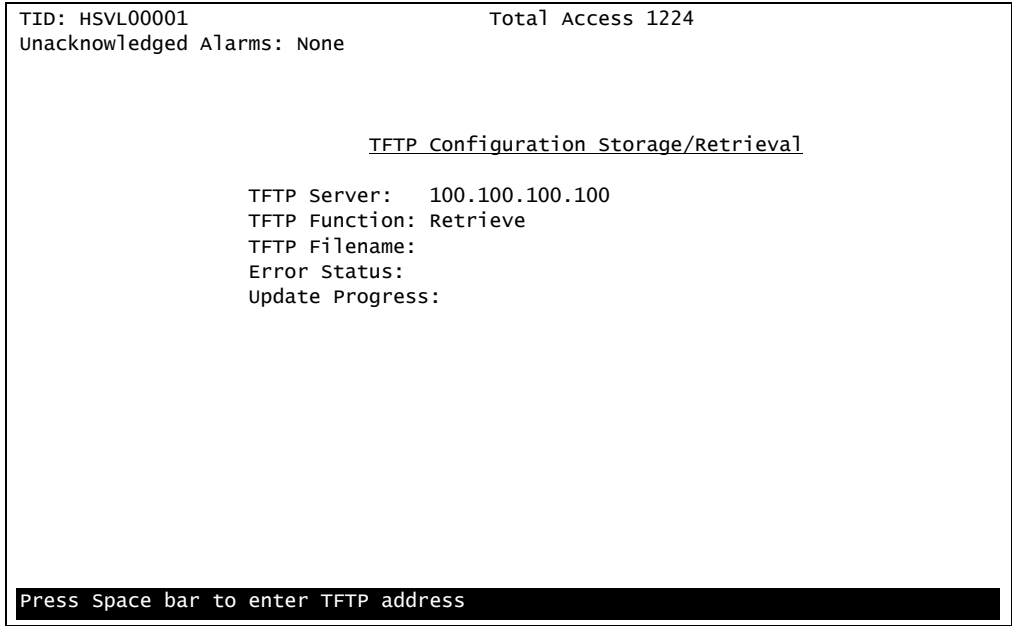 TID: HSVL00001 Total Access 1224
Unacknowledged Alarms: None
TFTP Configuration Storage/Retrieval
TFTP Server: 100.100.100.100
TFTP Function: Retrieve
TFTP Filename:
Error Status:
Update Progress:
Press Space bar to enter TFTP address